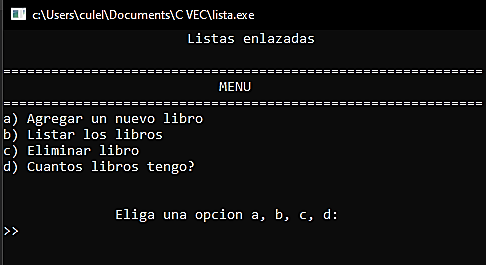 c:\Users\culel\Documents\C VEC\lista.exe
Listas enlazadas
============================================================
MENU
============================================================
a) Agregar un nuevo libro
b) Listar los libros
c) Eliminar libro
d) Cuantos libros tengo?
Eliga una opcion a, b, c, d:
>>